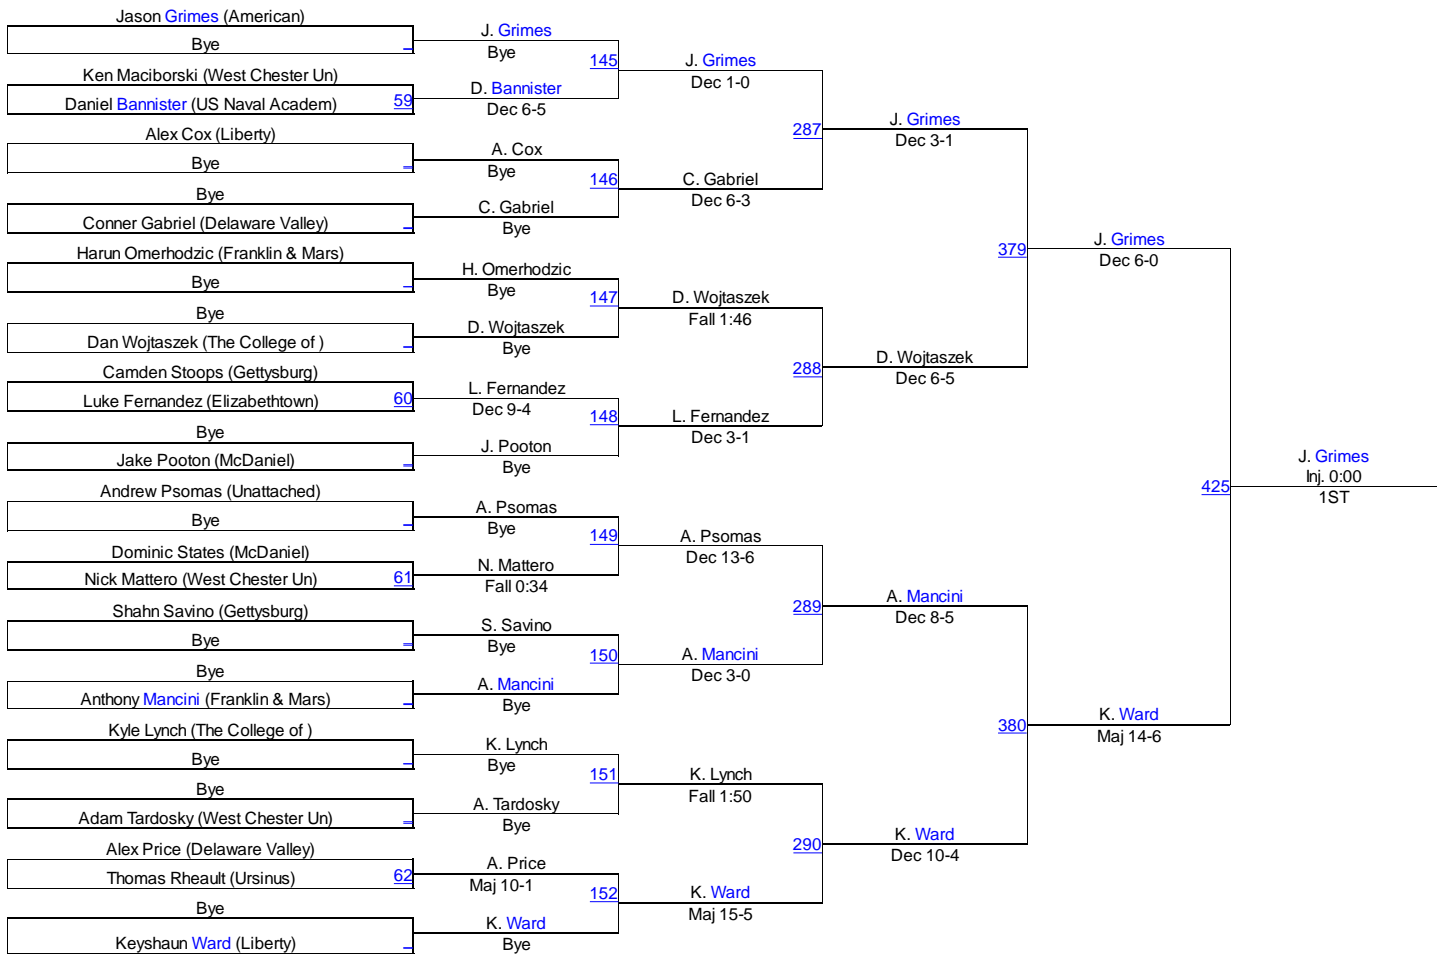 Jason Grimes (American)
Bye
Ken Maciborski (West Chester Un)
Daniel Bannister (US Naval Academ)
59
Alex Cox (Liberty)
Bye
Bye
Conner Gabriel (Delaware Valley)
Harun Omerhodzic (Franklin & Mars)
Bye
Bye
Dan Wojtaszek (The College of )
Camden Stoops (Gettysburg)
Luke Fernandez (Elizabethtown)
60
Bye
Jake Pooton (McDaniel)
Andrew Psomas (Unattached)
Bye
Dominic States (McDaniel)
Nick Mattero (West Chester Un)
61
Shahn Savino (Gettysburg)
Bye
Bye
Anthony Mancini (Franklin & Mars)
Kyle Lynch (The College of )
Bye
Bye
Adam Tardosky (West Chester Un)
Alex Price (Delaware Valley)
Thomas Rheault (Ursinus)
62
Bye
Keyshaun Ward (Liberty)
J. Grimes
Bye
145
D. Bannister
Dec 6-5
A. Cox
Bye
146
C. Gabriel
Bye
H. Omerhodzic
Bye
147
D. Wojtaszek
Bye
L. Fernandez
Dec 9-4
148
J. Pooton
Bye
A. Psomas
Bye
149
N. Mattero
Fall 0:34
S. Savino
Bye
150
A. Mancini
Bye
K. Lynch
Bye
151
A. Tardosky
Bye
A. Price
Maj 10-1
152
K. Ward
Bye
J. Grimes
Dec 1-0
287
C. Gabriel
Dec 6-3
D. Wojtaszek
Fall 1:46
288
L. Fernandez
Dec 3-1
A. Psomas
Dec 13-6
289
A. Mancini
Dec 3-0
K. Lynch
Fall 1:50
290
K. Ward
Maj 15-5
J. Grimes
Dec 3-1
379
D. Wojtaszek
Dec 6-5
A. Mancini
Dec 8-5
380
K. Ward
Dec 10-4
J. Grimes
Dec 6-0
425
K. Ward
Maj 14-6
J. Grimes
Inj. 0:00
1ST